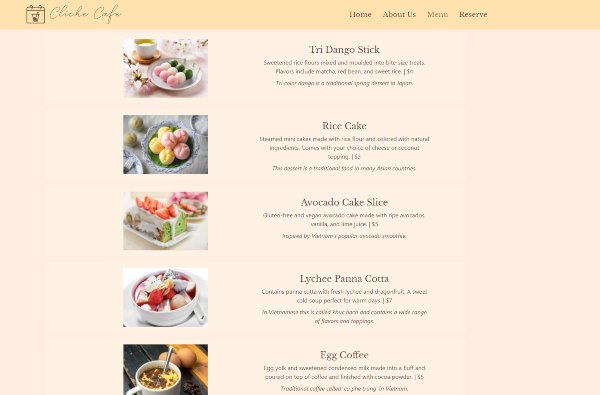 Cliche Cafe
Home About Us Menu Reserve
Tri Dango Stick
Sweetened rice flours mixed and moulded into bite-size treats.
Flavors include matcha, red bean, and sweet rice. | $4
Tri color dango is a traditional spring dessert in Japan.
Rice Cake
Steamed mini cakes made with rice flour and colored with natural
ingredients. Comes with your choice of cheese or coconut
topping. | $3
This dessert is a traditional food in many Asian countries.
Avocado Cake Slice
Gluten-free and vegan avocado cake made with ripe avocados,
vanilla, and lime juice. | $5
Inspired by Vietnam's popular avocado smoothie.
Lychee Panna Cotta
Contains panna cotta with fresh lychee and dragonfruit. A sweet
cold soup perfect for warm days. | $7
In Vietnamese this is called khuc bach and contains a wide range
of flavors and toppings.
Egg Coffee
Egg yolk and sweetened condensed milk made into a fluff and
poured on top of coffee and finished with cocoa powder. | $5
Traditional coffee called 'ca phe trung' in Vietnam.